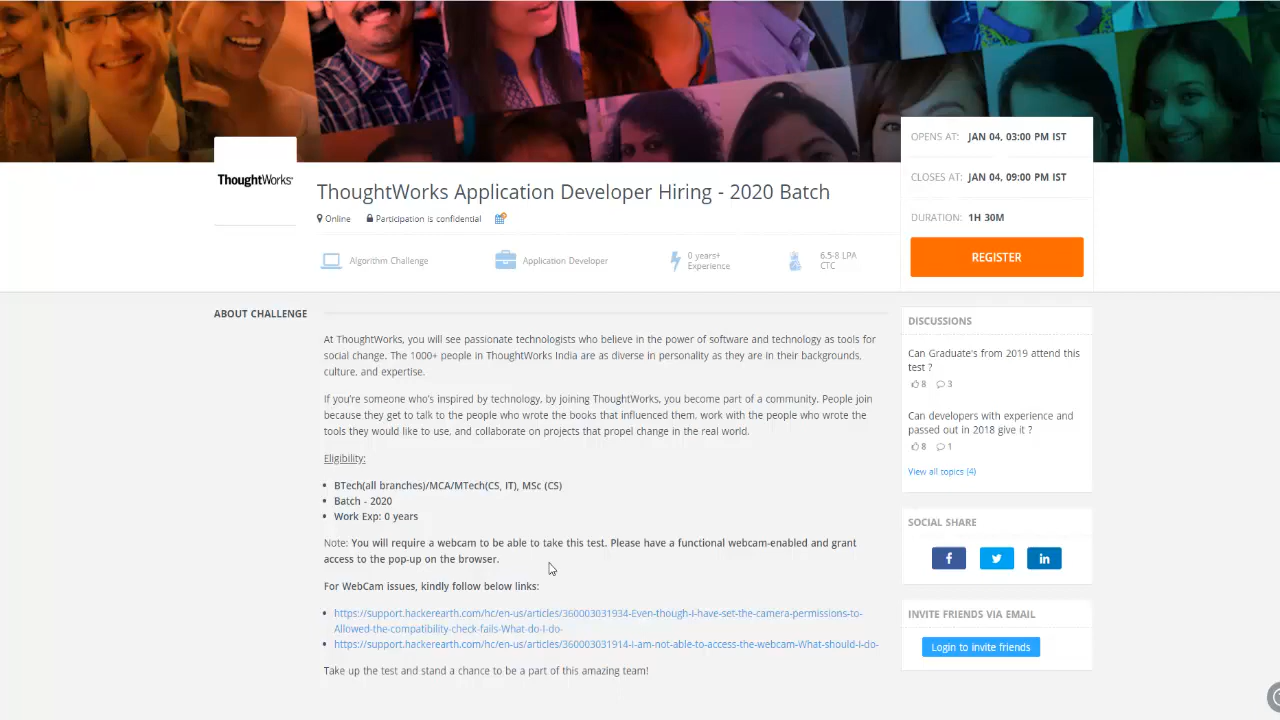 OPENS AT: JAN 04, 03:00 PM IST
ThoughtWorks®
CLOSES AT: JAN 04, 09:00 PM IST
ThoughtWorks Application Developer Hiring - 2020 Batch
Online Participation is confidential
DURATION: 1H 30M
REGISTER
Algorithm Challenge
Application Developer
0 years+
Experience
6.5-8 LPA
CTC
ABOUT CHALLENGE
At ThoughtWorks, you will see passionate technologists who believe in the power of software and technology as tools for
social change. The 1000+ people in ThoughtWorks India are as diverse in personality as they are in their backgrounds,
culture, and expertise.
If you're someone who's inspired by technology, by joining ThoughtWorks, you become part of a community. People join
because they get to talk to the people who wrote the books that influenced them, work with the people who wrote the
tools they would like to use, and collaborate on projects that propel change in the real world.
Eligibility:
• BTech(all branches)/MCA/MTech(CS, IT), MSc (CS)
• Batch - 2020
• Work Exp: 0 years
Note: You will require a webcam to be able to take this test. Please have a functional webcam-enabled and grant
access to the pop-up on the browser.
For WebCam issues, kindly follow below links:
• https://support.hackerearth.com/hc/en-us/articles/360003031934-Even-though-I-have-set-the-camera-permissions-to-
Allowed-the-compatibility-check-fails-What-do-I-do-
• https://support.hackerearth.com/hc/en-us/articles/360003031914-I-am-not-able-to-access-the-webcam-What-should-I-do-
Take up the test and stand a chance to be a part of this amazing team!
DISCUSSIONS
Can Graduate's from 2019 attend this
test ?
8 3
Can developers with experience and
passed out in 2018 give it ?
8 1
View all topics (4)
SOCIAL SHARE
INVITE FRIENDS VIA EMAIL
Login to invite friends